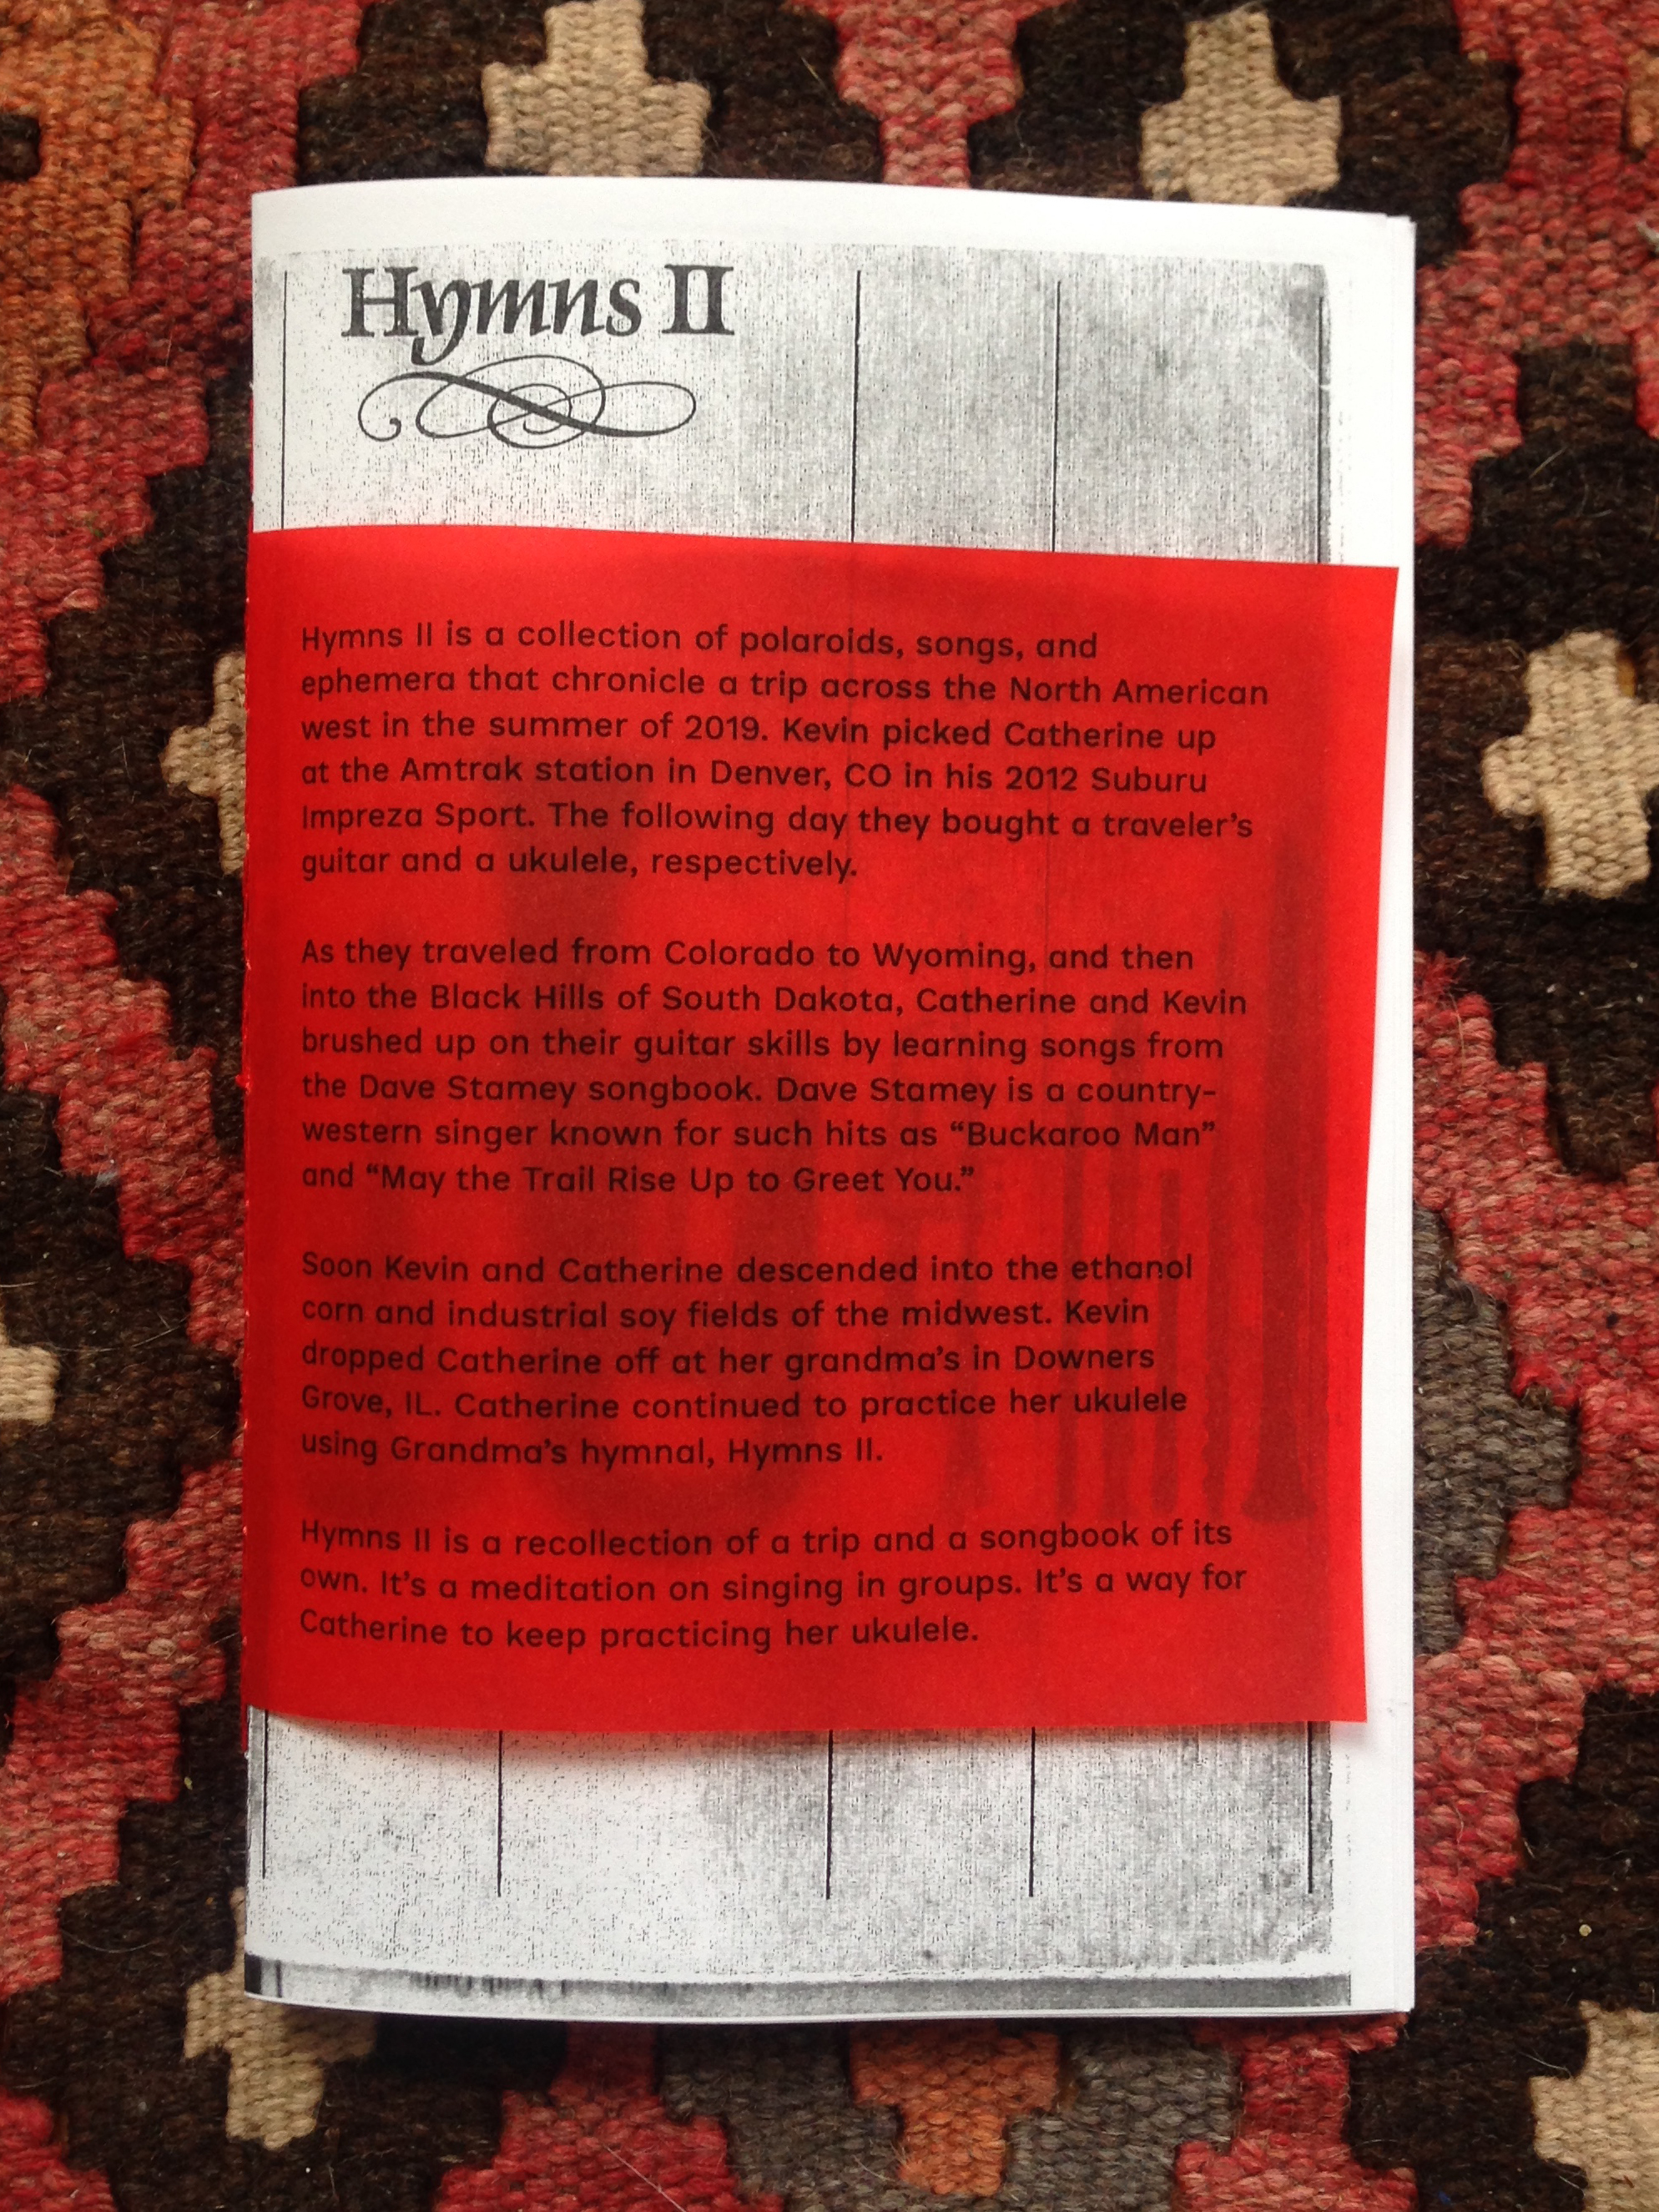 Hymns II
Hymns II is a collection of polaroids, songs, and
ephemera that chronicle a trip across the North American
west in the summer of 2019. Kevin picked Catherine up
at the Amtrak station in Denver, CO in his 2012 Suburu
Impreza Sport. The following day they bought a traveler’s
guitar and a ukulele, respectively.
As they traveled from Colorado to Wyoming, and then
into the Black Hills of South Dakota, Catherine and Kevin
brushed up on their guitar skills by learning songs from
the Dave Stamey songbook. Dave Stamey is a country-
western singer known for such hits as “Buckaroo Man”
and “May the Trail Rise Up to Greet You.”
Soon Kevin and Catherine descended into the ethanol
corn and industrial soy fields of the midwest. Kevin
dropped Catherine off at her grandma’s in Downers
Grove, IL. Catherine continued to practice her ukulele
using Grandma’s hymnal, Hymns II.
Hymns II is a recollection of a trip and a songbook of its
own. It’s a meditation on singing in groups. It’s a way for
Catherine to keep practicing her ukulele.